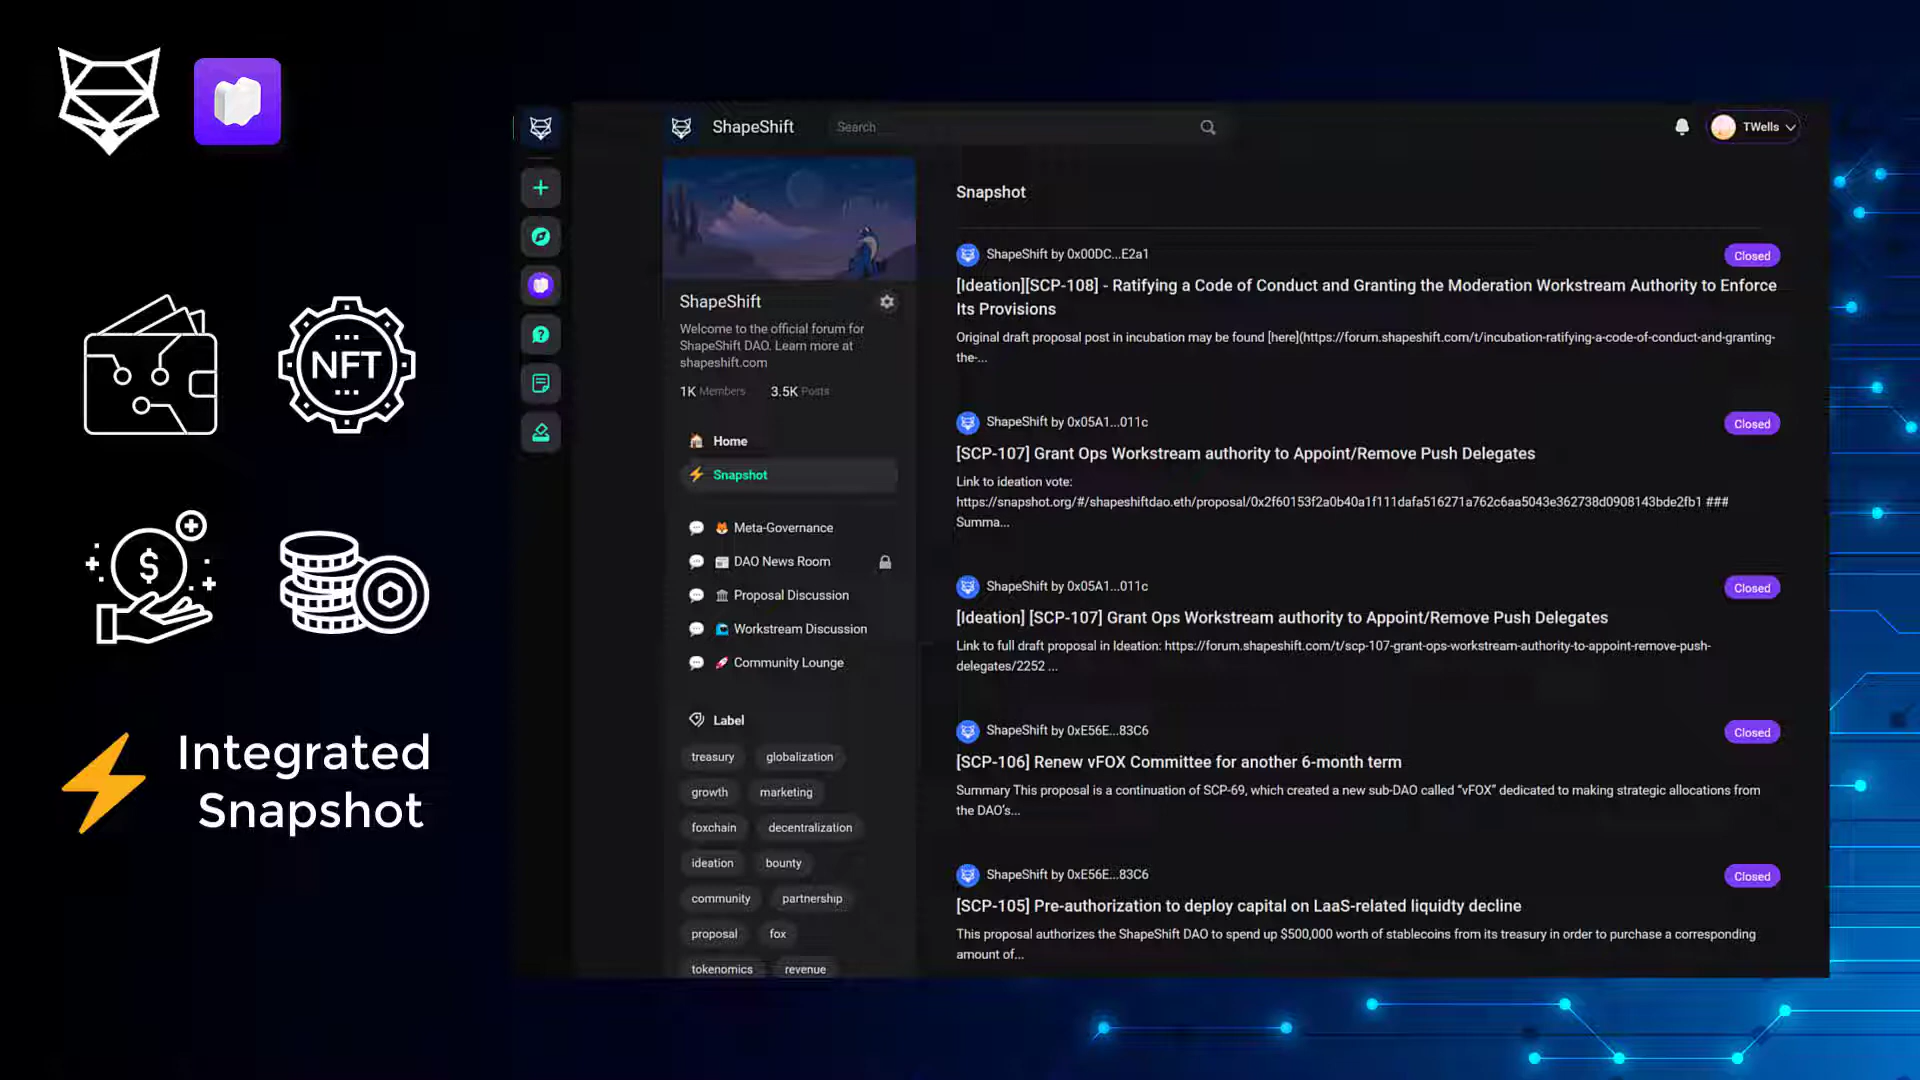 NFT
$
Integrated
Snapshot
ShapeShift
Search
TWells
ShapeShift
Welcome to the official forum for
ShapeShift DAO. Learn more at
shapeshift.com
1K Members 3.5K Posts
Home
Snapshot
Meta-Governance
DAO News Room
Proposal Discussion
Workstream Discussion
Community Lounge
Label
treasury globalization
growth marketing
foxchain decentralization
ideation bounty
community partnership
proposal fox
tokenomics revenue
Snapshot
ShapeShift by 0x00DC...E2a1 Closed
[Ideation][SCP-108] - Ratifying a Code of Conduct and Granting the Moderation Workstream Authority to Enforce
Its Provisions
Original draft proposal post in incubation may be found [here](https://forum.shapeshift.com/t/incubation-ratifying-a-code-of-conduct-and-granting-
the-...
ShapeShift by 0x05A1...011c Closed
[SCP-107] Grant Ops Workstream authority to Appoint/Remove Push Delegates
Link to ideation vote:
https://snapshot.org/#/shapeshiftdao.eth/proposal/0x2f60153f2a0b40a1f111dafa516271a762c6aa5043e362738d0908143bde2fb1 ###
Summa...
ShapeShift by 0x05A1...011c Closed
[Ideation] [SCP-107] Grant Ops Workstream authority to Appoint/Remove Push Delegates
Link to full draft proposal in Ideation: https://forum.shapeshift.com/t/scp-107-grant-ops-workstream-authority-to-appoint-remove-push-
delegates/2252 ...
ShapeShift by 0xE56E...83C6 Closed
[SCP-106] Renew vFOX Committee for another 6-month term
Summary This proposal is a continuation of SCP-69, which created a new sub-DAO called “vFOX” dedicated to making strategic allocations from
the DAO’s...
ShapeShift by 0xE56E...83C6 Closed
[SCP-105] Pre-authorization to deploy capital on LaaS-related liquidty decline
This proposal authorizes the ShapeShift DAO to spend up $500,000 worth of stablecoins from its treasury in order to purchase a corresponding
amount of...